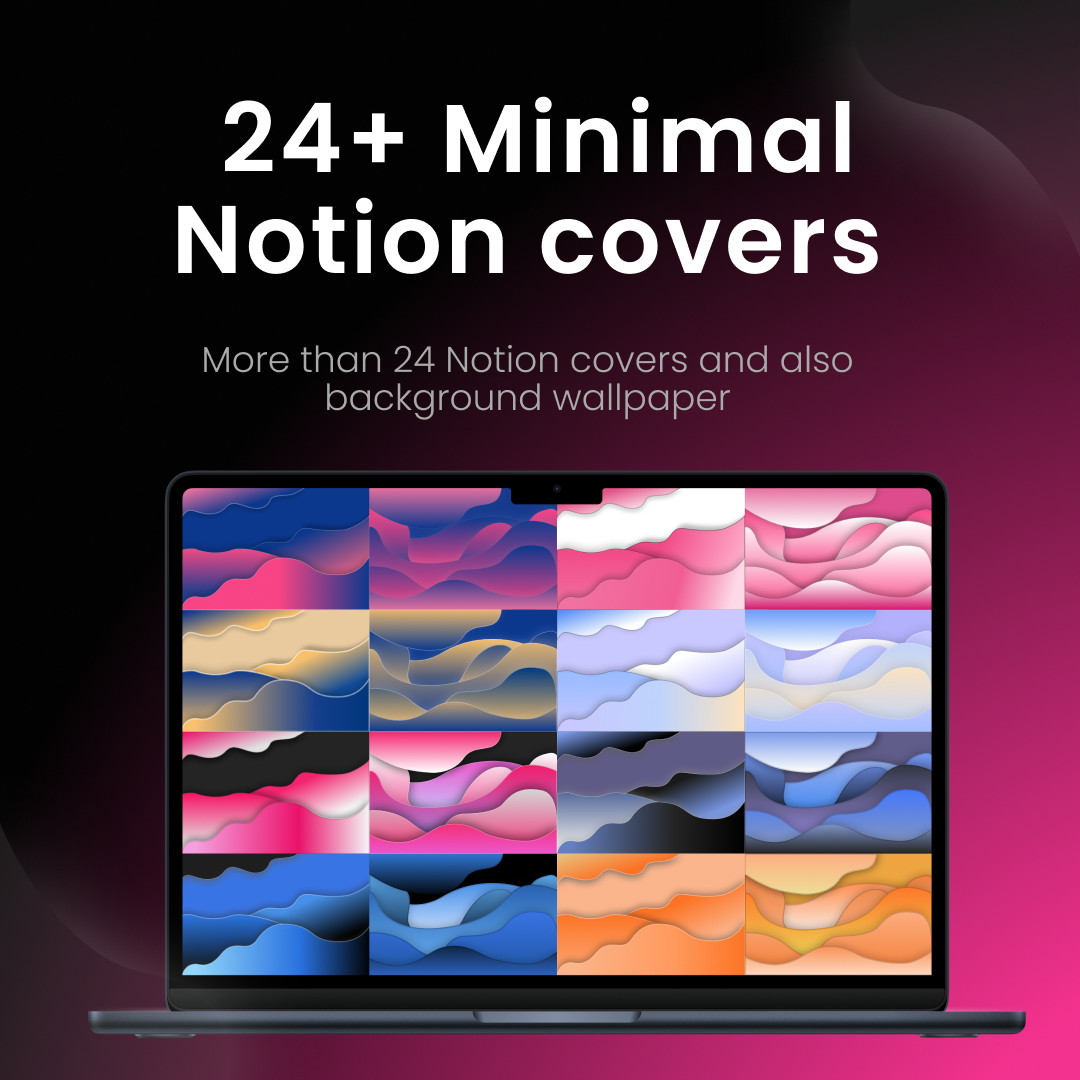 24+ Minimal
Notion covers
More than 24 Notion covers and also
background wallpaper